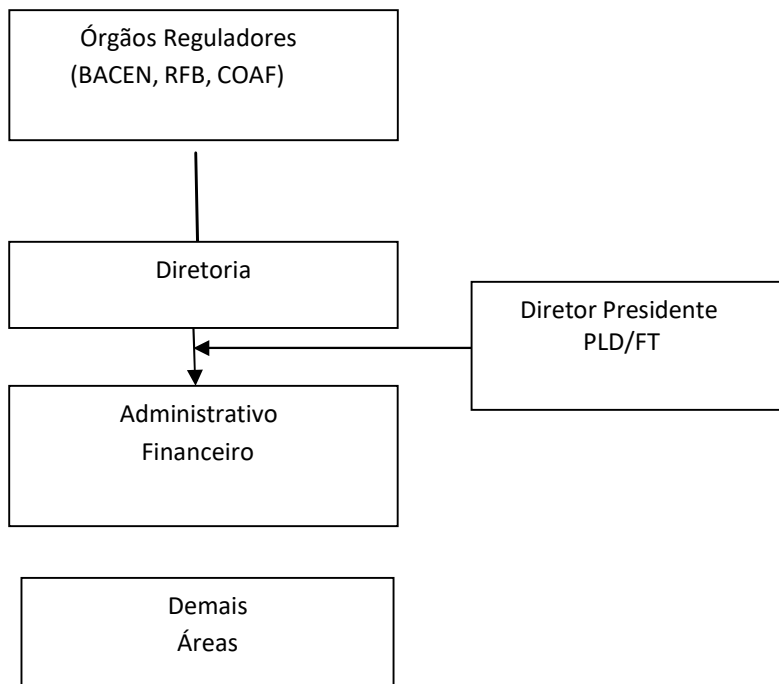 Órgãos Reguladores
(BACEN, RFB, COAF)
Diretoria
Diretor Presidente
PLD/FT
Administrativo
Financeiro
Demais
Áreas